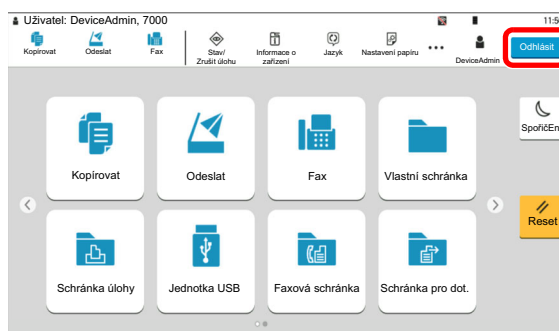 Uživatel: DeviceAdmin, 7000
Kopírovat
Odeslat
Fax
Stav/
Zrušit úlohu
Informace o
zařízení
Jazyk
Nastavení papíru
DeviceAdmin
Odhlásit
Kopírovat
Odeslat
Fax
Vlastní schránka
Reset
Schránka úlohy
Jednotka USB
Faxová schránka
Schránka pro dot.